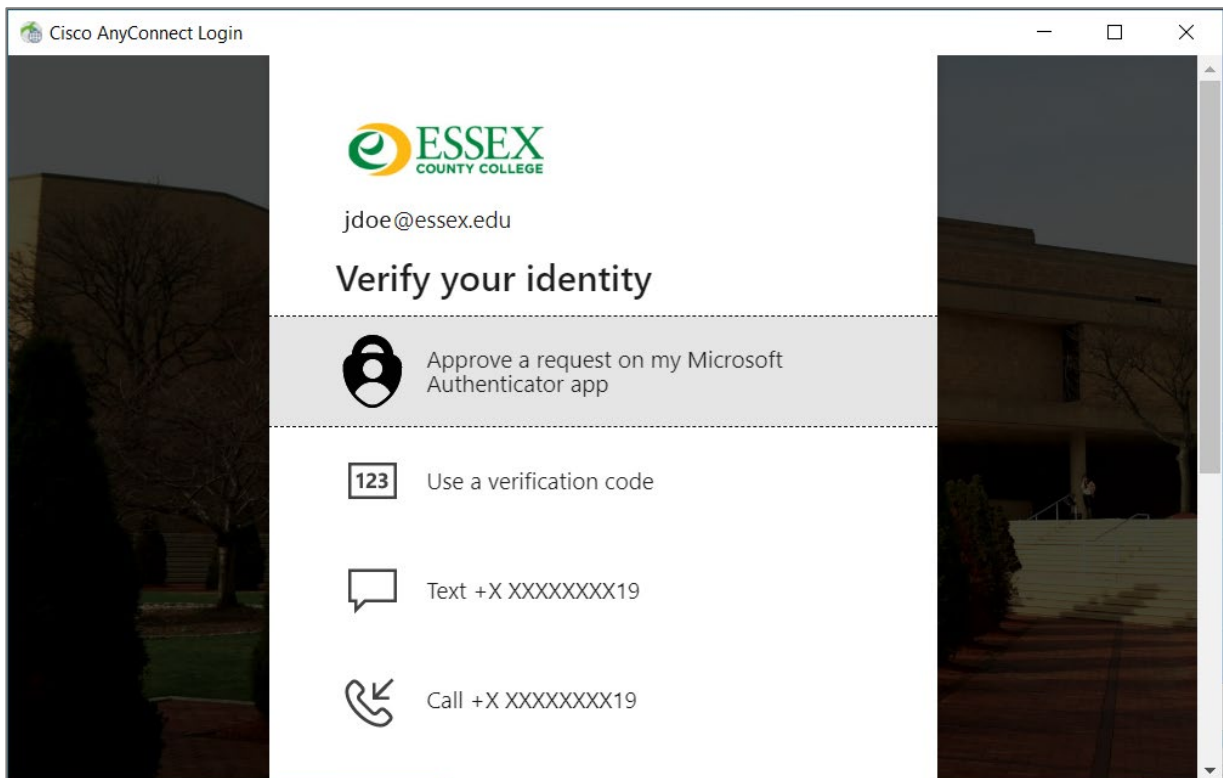 Cisco AnyConnect Login
ESSEX
COUNTY COLLEGE
jdoe@essex.edu
Verify your identity
Approve a request on my Microsoft
Authenticator app
123
Use a verification code
Text +X XXXXXXXX19
Call +X XXXXXXXX19